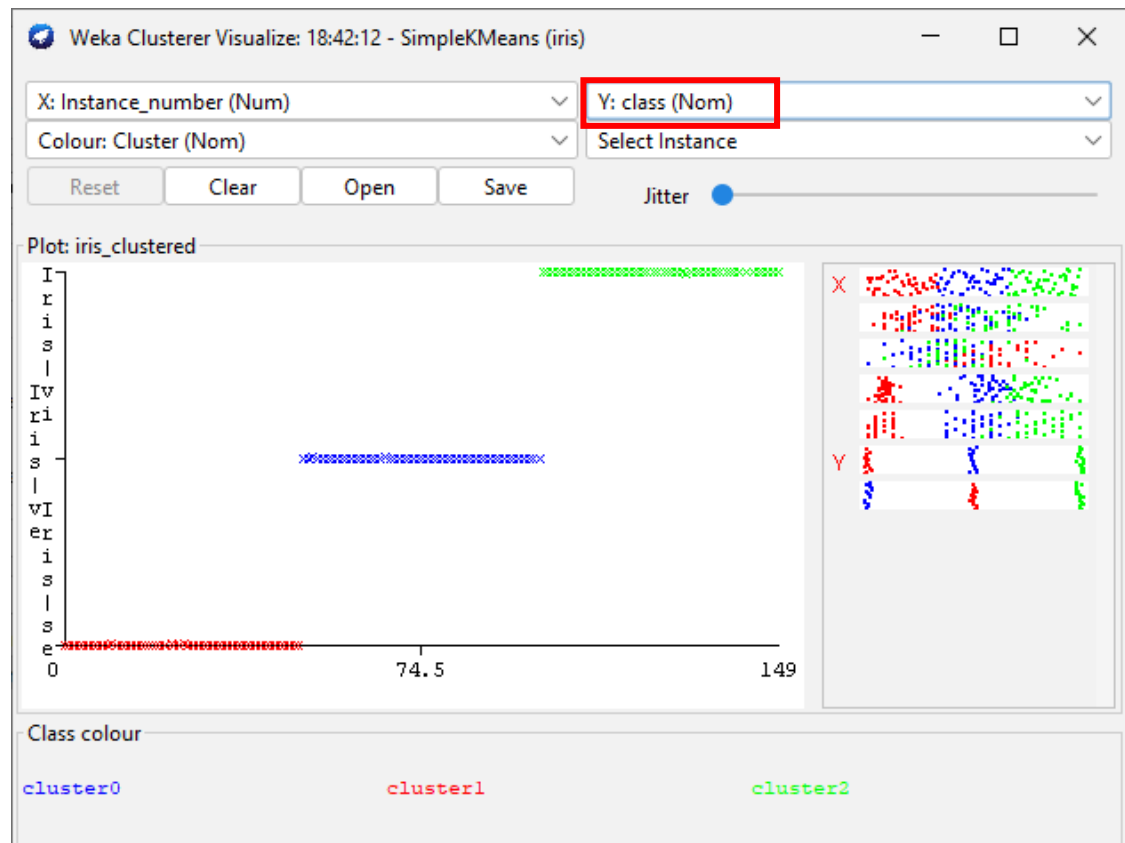 Weka Clusterer Visualize: 18:42:12 - SimpleKMeans (iris)
X: Instance_number (Num)
Y: class (Nom)
Colour: Cluster (Nom)
Select Instance
Reset
Clear
Open
Save
Jitter
Plot: iris_clustered
I
r
i
s
|
Iv
ri
i
s
|
vI
er
i
s
|
s
e
0
74.5
149
X
Y
Class colour
cluster0
cluster1
cluster2